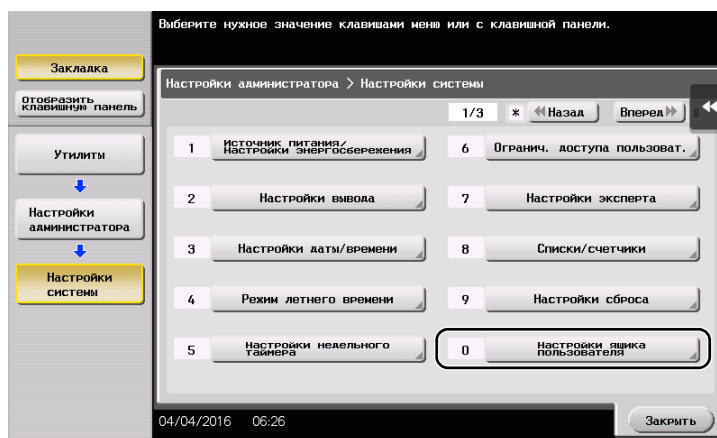 Выберите нужное значение клавишами меню или с клавишной панели.
Закладка
Отобразить
клавишную панель
Утилиты
Настройки
администратора
Настройки
системы
Настройки администратора > Настройки системы
1/3 * Назад Вперед
1 Источник питания/
Настройки энергосбережения
6 Огранич. доступа пользоват.
2 Настройки вывода
7 Настройки эксперта
3 Настройки даты/времени
8 Списки/счетчики
4 Режим летнего времени
9 Настройки сброса
5 Настройки недельного
таймера
0 Настройки ящика
пользователя
04/04/2016 06:26
Закрыть